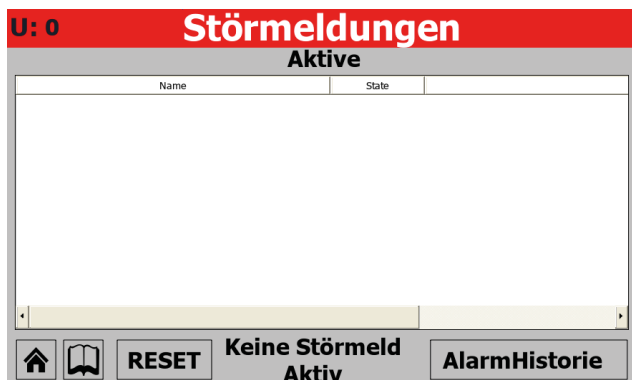 U: 0 Störmeldungen
Aktive
Name State
RESET Keine Störmeld AlarmHistorie
Aktiv